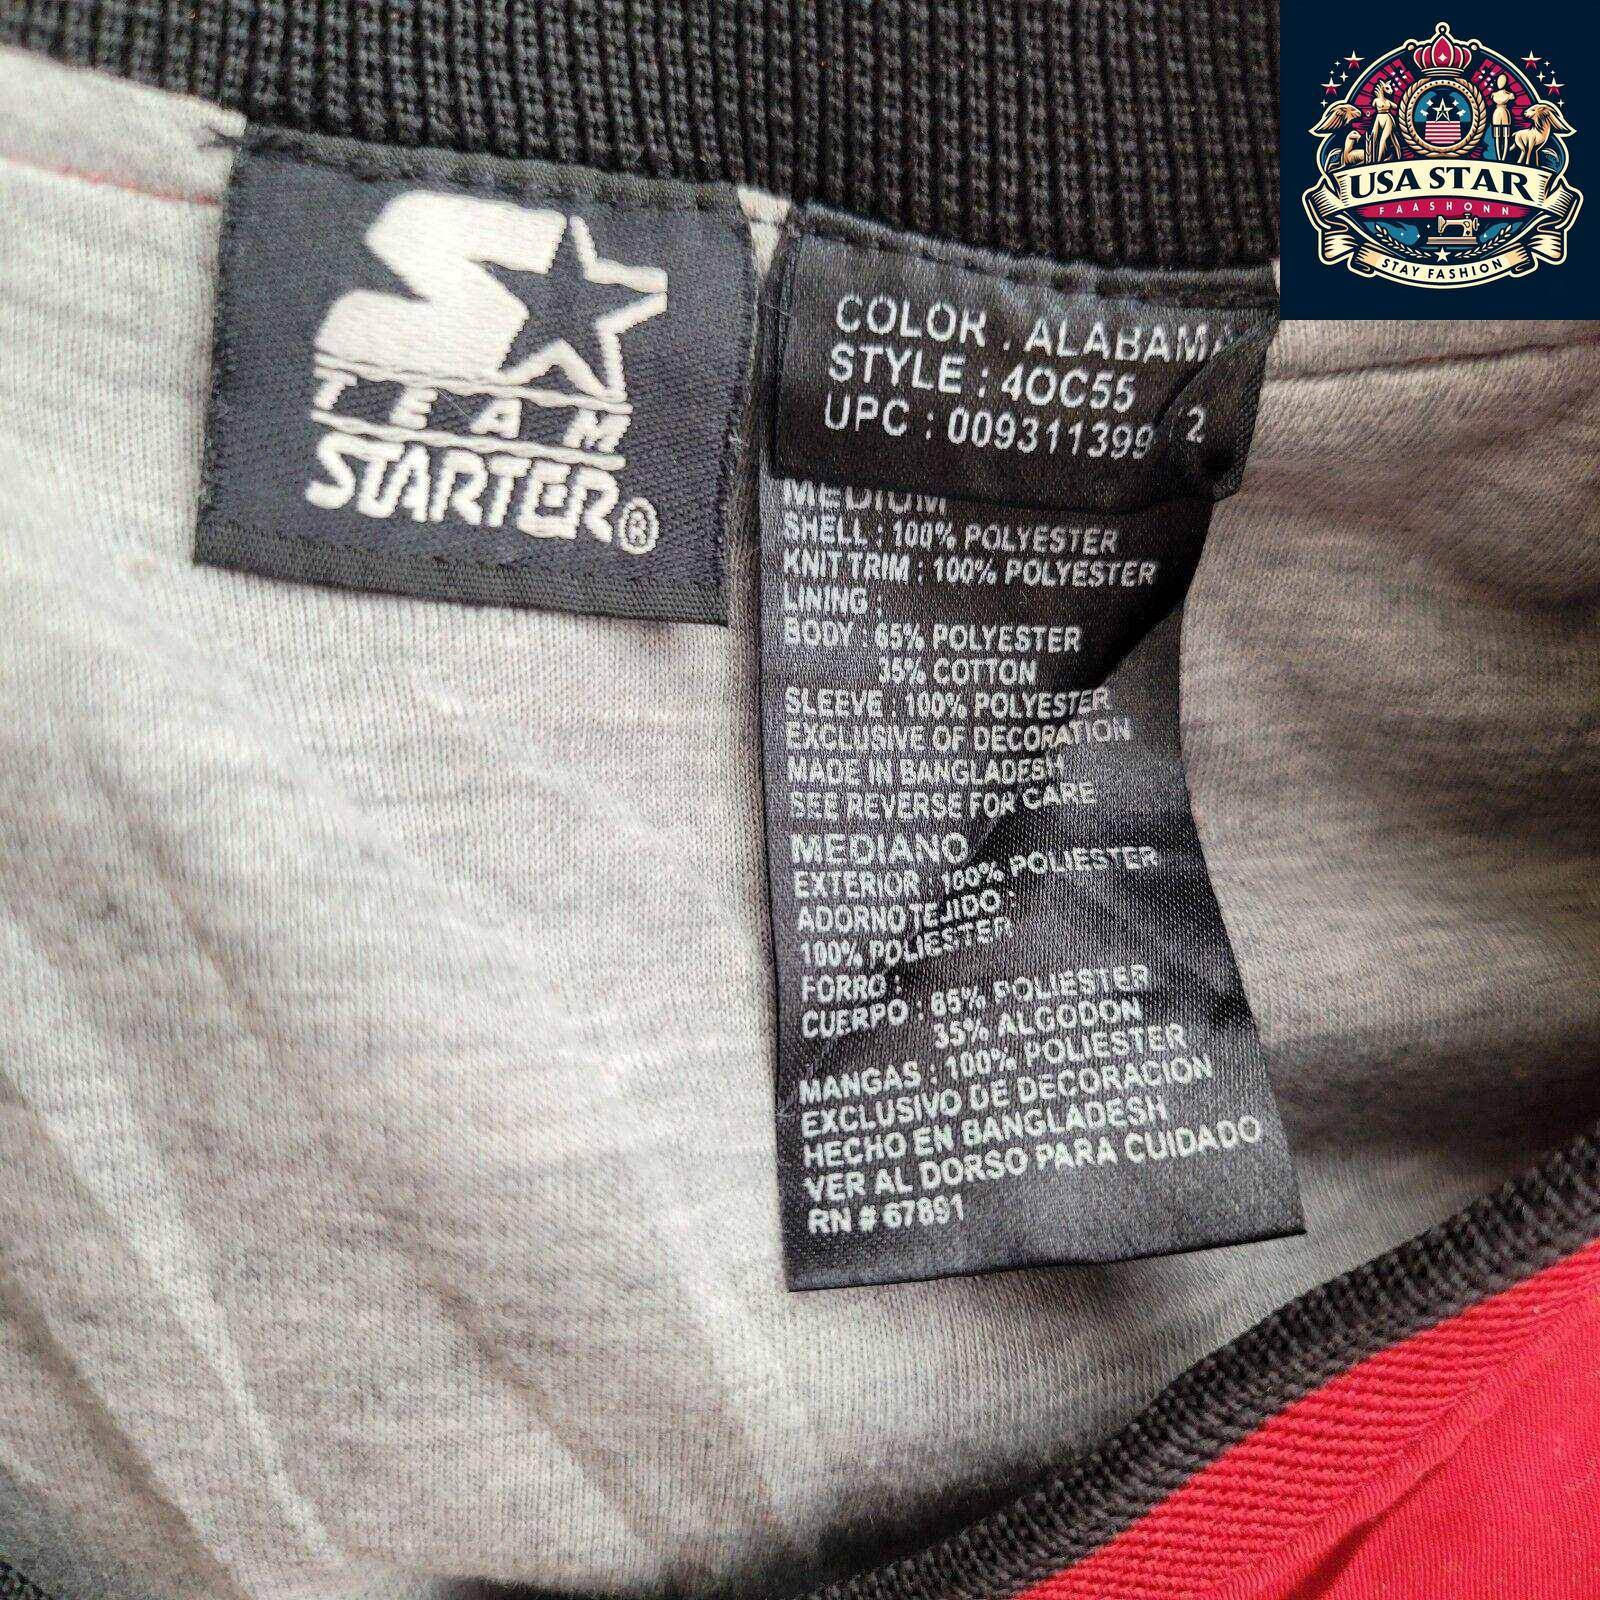 USA STAR
FAASHONN
STAY FASHION
TEAM
STARTER®
COLOR : ALABAMA
STYLE : 4OC55
UPC : 009311399 2
MEDIUM
SHELL : 100% POLYESTER
KNIT TRIM : 100% POLYESTER
LINING :
BODY : 65% POLYESTER
35% COTTON
SLEEVE : 100% POLYESTER
EXCLUSIVE OF DECORATION
MADE IN BANGLADESH
SEE REVERSE FOR CARE
MEDIANO
EXTERIOR : 100% POLIESTER
ADORNO TEJIDO :
100% POLIESTER
FORRO :
CUERPO : 65% POLIESTER
35% ALGODON
MANGAS : 100% POLIESTER
EXCLUSIVO DE DECORACION
HECHO EN BANGLADESH
VER AL DORSO PARA CUIDADO
RN # 67891